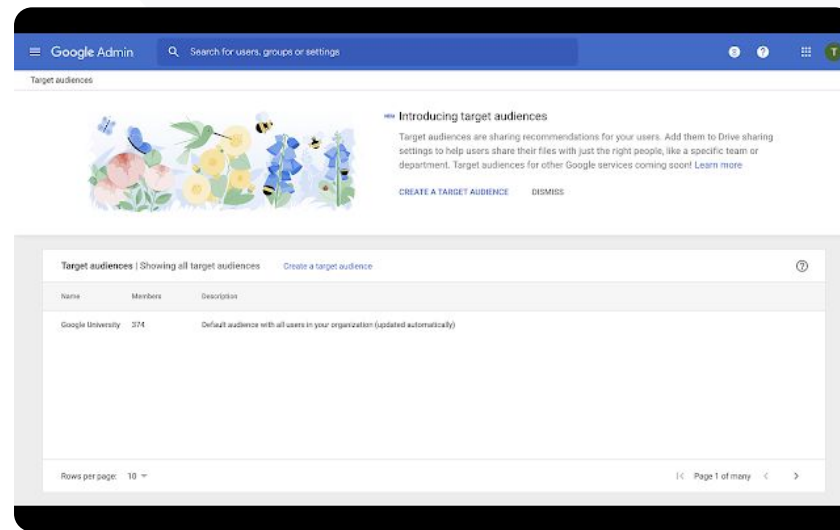 Google Admin
Search for users, groups or settings
T
Target audiences
NEW Introducing target audiences
Target audiences are sharing recommendations for your users. Add them to Drive sharing
settings to help users share their files with just the right people, like a specific team or
department. Target audiences for other Google services coming soon! Learn more
CREATE A TARGET AUDIENCE DISMISS
Target audiences | Showing all target audiences Create a target audience
Name Members Description
Google University 374 Default audience with all users in your organization (updated automatically)
Rows per page: 10 Page 1 of many